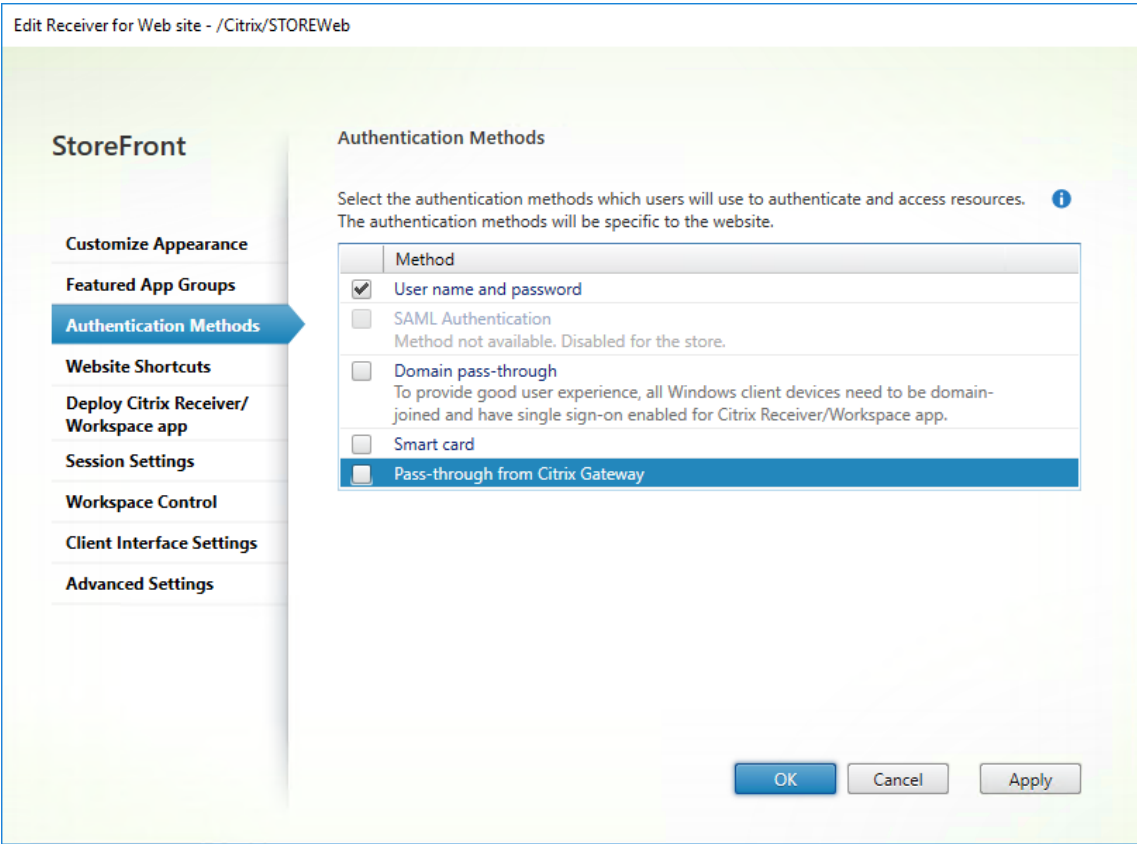 Edit Receiver for Web site - /Citrix/STOREWeb
StoreFront
Customize Appearance
Featured App Groups
Authentication Methods
Website Shortcuts
Deploy Citrix Receiver/
Workspace app
Session Settings
Workspace Control
Client Interface Settings
Advanced Settings
Authentication Methods
Select the authentication methods which users will use to authenticate and access resources.
The authentication methods will be specific to the website.
Method
User name and password
SAML Authentication
Method not available. Disabled for the store.
Domain pass-through
To provide good user experience, all Windows client devices need to be domain-
joined and have single sign-on enabled for Citrix Receiver/Workspace app.
Smart card
Pass-through from Citrix Gateway
OK
Cancel
Apply